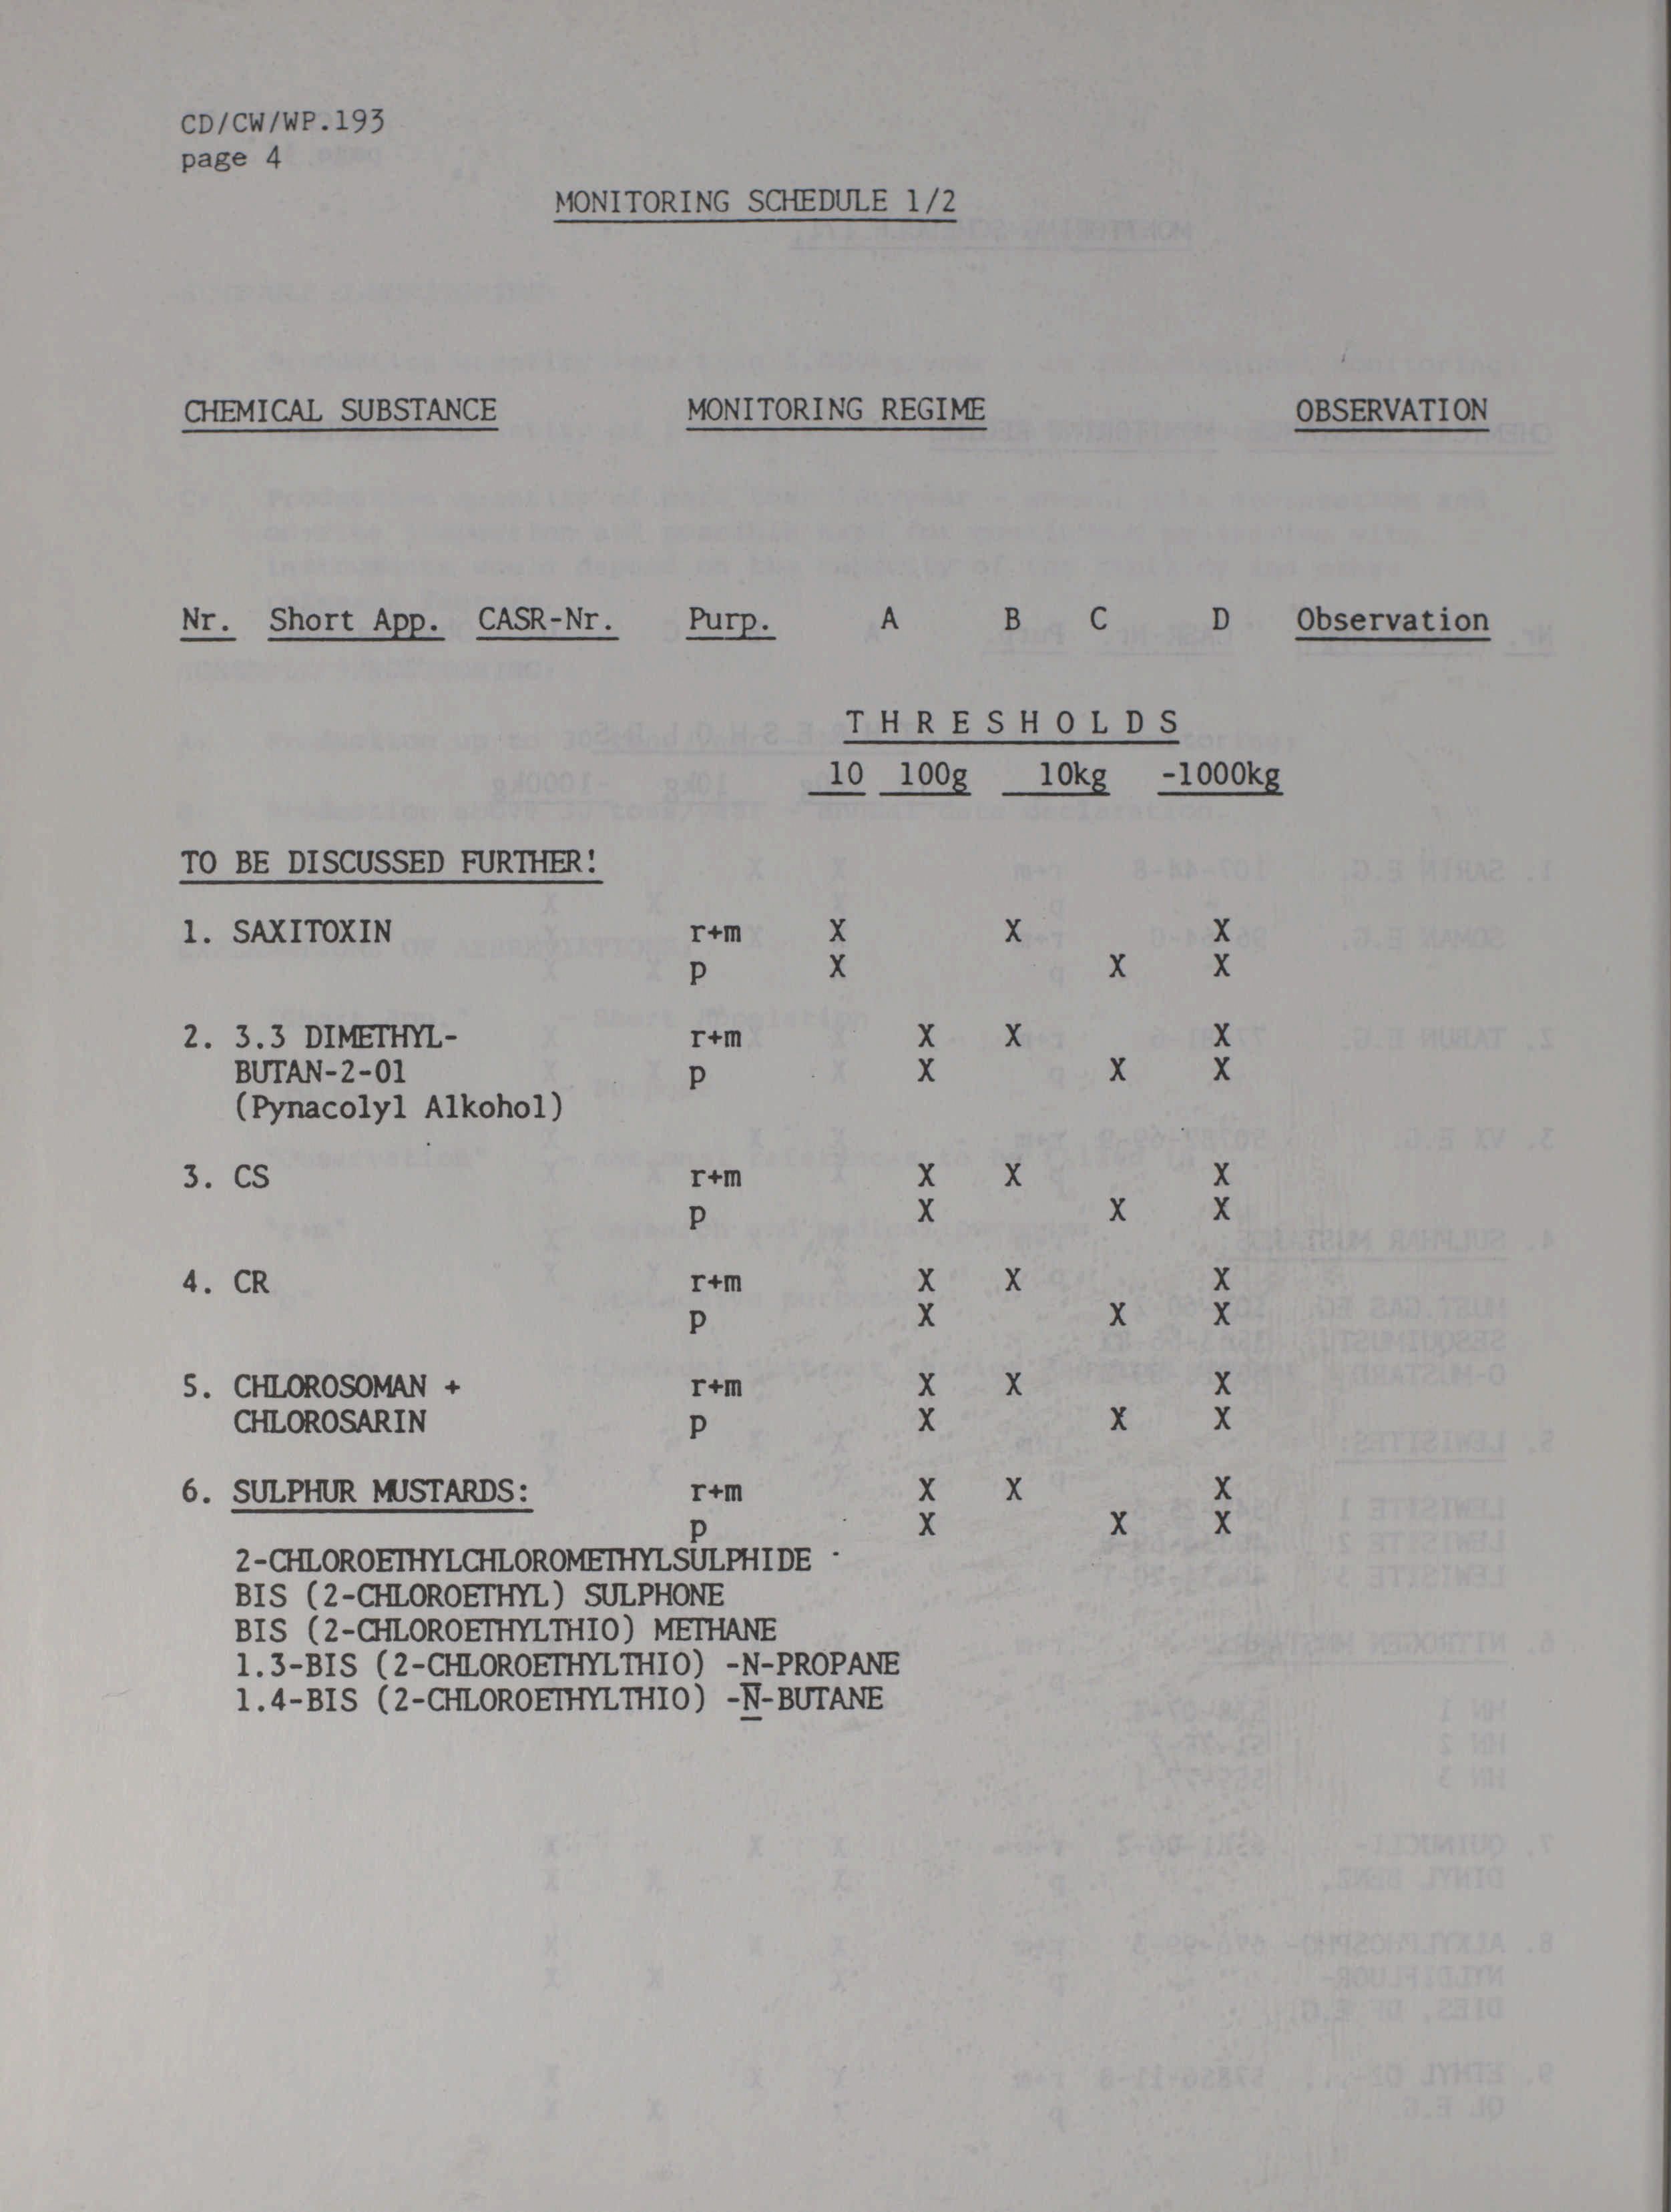 CD/CW/WP.193
page 4
MONITORING SCHEDULE 1/2
CHEMICAL SUBSTANCE MONITORING REGIME OBSERVATION
Nr. Short App. CASR-Nr. Purp. A B C D Observation
T H R E S H O L D S
10 100g 10kg -1000kg
TO BE DISCUSSED FURTHER!
1. SAXITOXIN r+m X X X
p X X X
2. 3.3 DIMETHYL- r+m X X X
BUTAN-2-01 p X X X
(Pynacolyl Alkohol)
3. CS r+m X X X
p X X X
4. CR r+m X X X
p X X X
5. CHLOROSOMAN + r+m X X X
CHLOROSARIN p X X X
6. SULPHUR MUSTARDS: r+m X X X
p X X X
2-CHLOROETHYLCHLOROMETHYLSULPHIDE
BIS (2-CHLOROETHYL) SULPHONE
BIS (2-CHLOROETHYLTHIO) METHANE
1.3-BIS (2-CHLOROETHYLTHIO) -N-PROPANE
1.4-BIS (2-CHLOROETHYLTHIO) -N-BUTANE